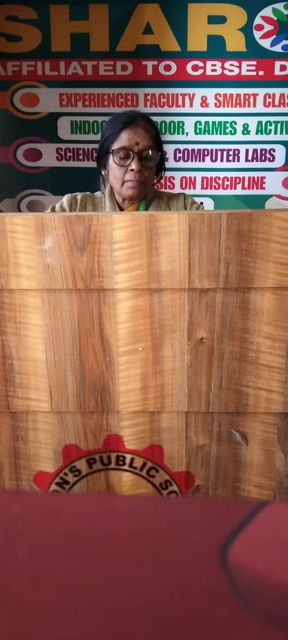 SHAR
AFFILIATED TO CBSE. D
EXPERIENCED FACULTY & SMART CLAS
INDOO DOOR, GAMES & ACTIV
SCIENC COMPUTER LABS
SIS ON DISCIPLINE
N'S PUBLIC SC